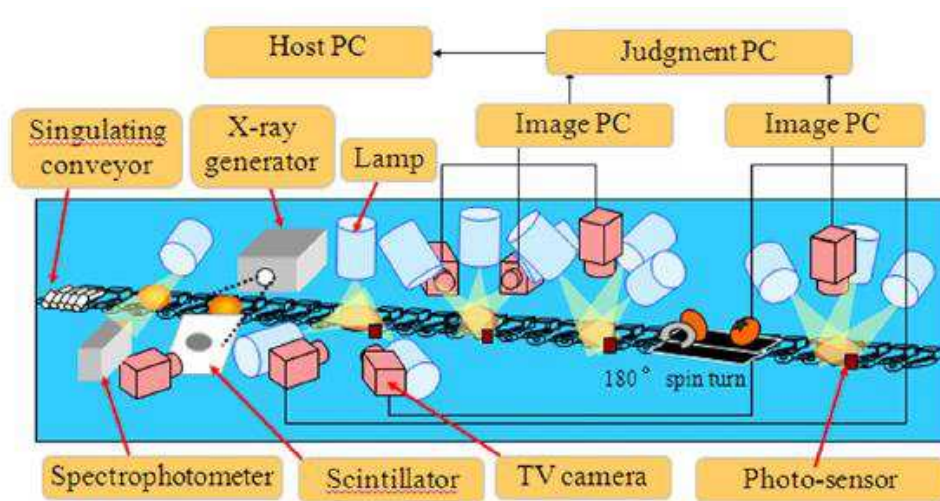 Host PC
Judgment PC
Image PC
Image PC
Singulating
conveyor
X-ray
generator
Lamp
180° spin turn
Spectrophotometer
Scintillator
TV camera
Photo-sensor